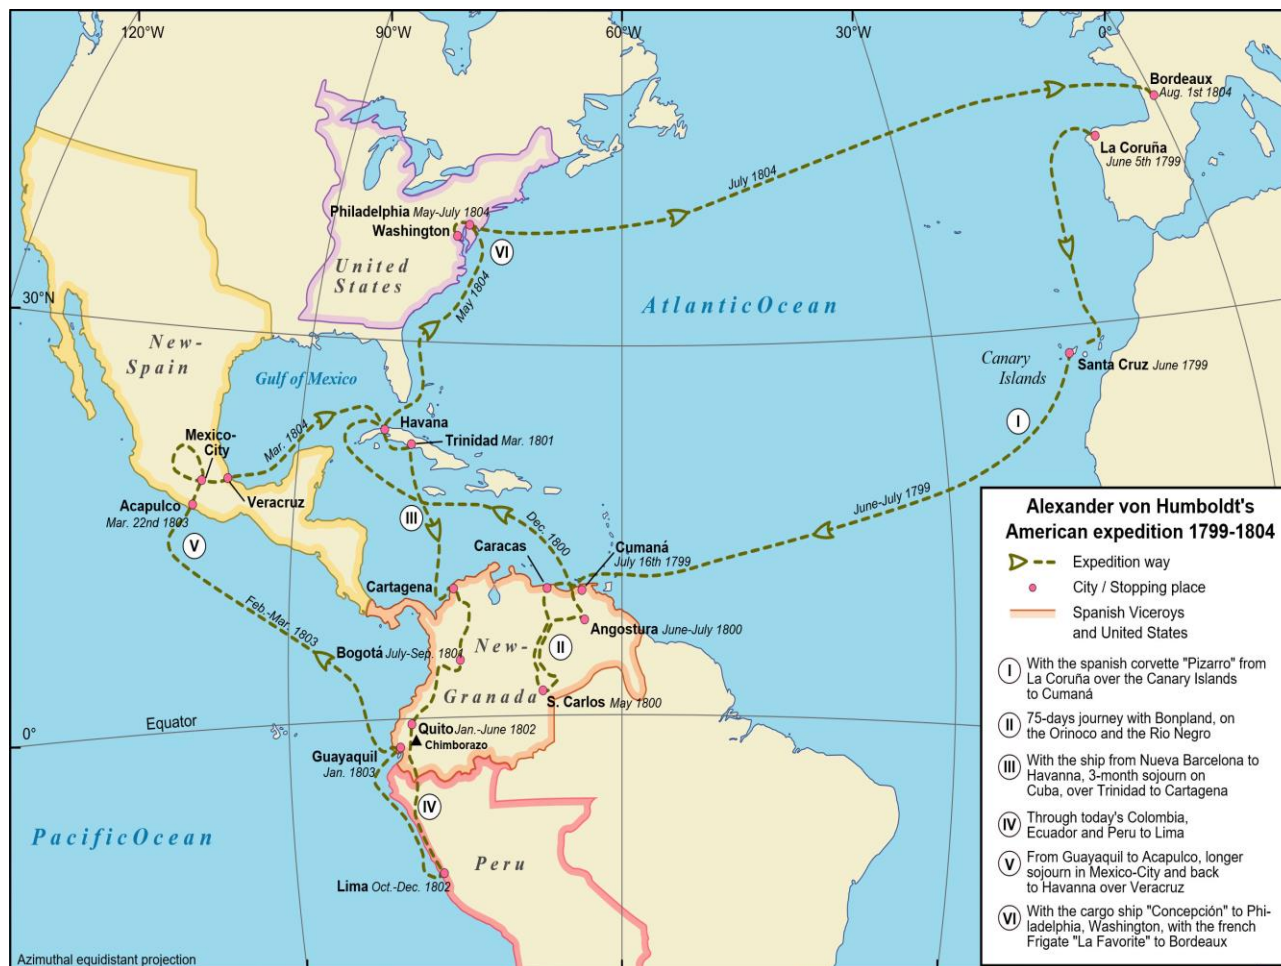 120°W
90°W
60°W
30°W
0°
Bordeaux
Aug. 1st 1804
La Coruña
June 5th 1799
July 1804
Philadelphia May-July 1804
Washington
VI
United
States
May 1804
30°N
Atlantic Ocean
New-
Spain
Gulf of Mexico
Canary
Islands
Santa Cruz June 1799
I
Havana
Mar. 1804
Trinidad Mar. 1801
Mexico-
City
Veracruz
Acapulco
Mar. 22nd 1803
V
III
Dec. 1800
June-July 1799
Caracas
Cumaná
July 16th 1799
Cartagena
Feb.-Mar. 1803
Angostura June-July 1800
II
Bogotá July-Sep. 1801
New-
Granada
S. Carlos May 1800
Equator
0°
Quito Jan.-June 1802
Chimborazo
Guayaquil
Jan. 1803
IV
Pacific Ocean
Peru
Lima Oct.-Dec. 1802
Azimuthal equidistant projection
Alexander von Humboldt's
American expedition 1799-1804
Expedition way
City / Stopping place
Spanish Viceroys
and United States
I
With the spanish corvette "Pizarro" from
La Coruña over the Canary Islands
to Cumaná
II
75-days journey with Bonpland, on
the Orinoco and the Rio Negro
III
With the ship from Nueva Barcelona to
Havanna, 3-month sojourn on
Cuba, over Trinidad to Cartagena
IV
Through today's Colombia,
Ecuador and Peru to Lima
V
From Guayaquil to Acapulco, longer
sojourn in Mexico-City and back
to Havanna over Veracruz
VI
With the cargo ship "Concepción" to Phi-
ladelphia, Washington, with the french
Frigate "La Favorite" to Bordeaux